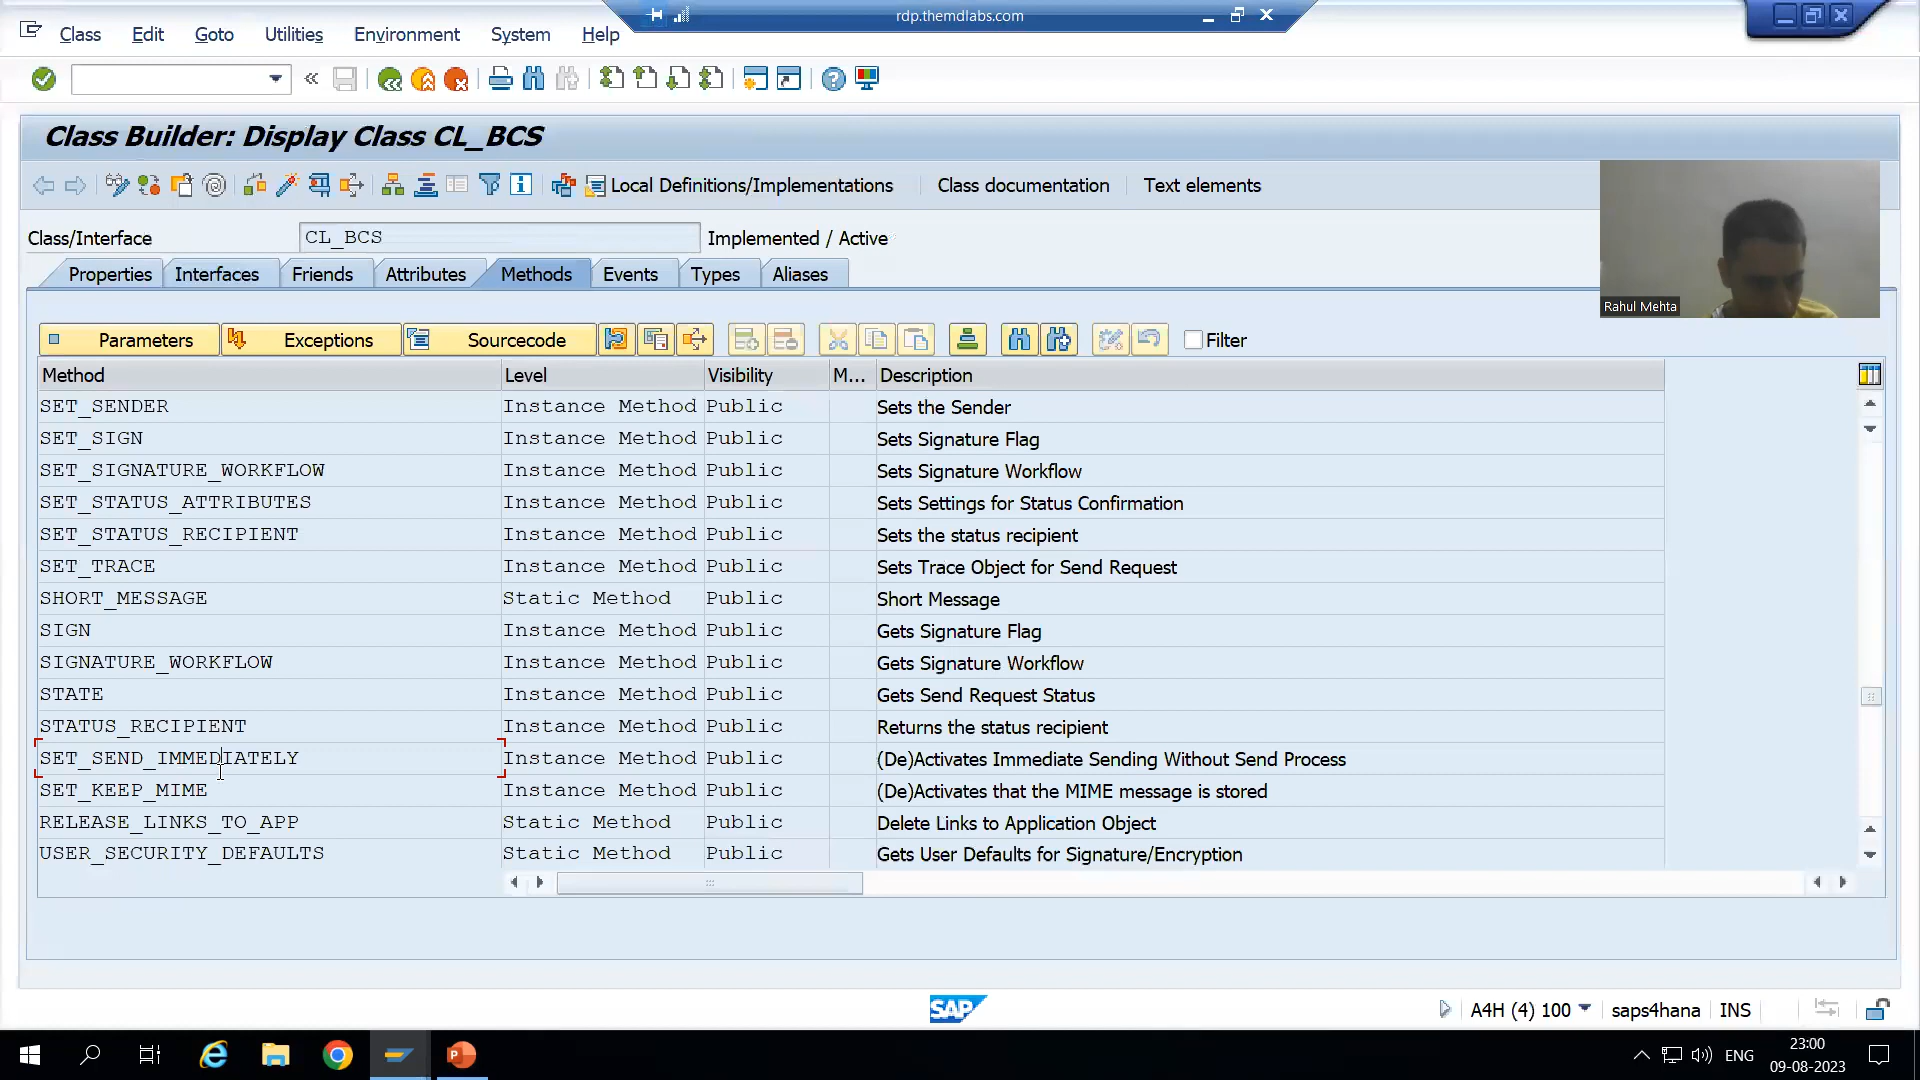 rdp.themdlabs.com
Class Edit Goto Utilities Environment System Help
Class Builder: Display Class CL_BCS
Local Definitions/Implementations Class documentation Text elements
Class/Interface CL_BCS Implemented / Active
Properties Interfaces Friends Attributes Methods Events Types Aliases
Rahul Mehta
Parameters Exceptions Sourcecode Filter
Method Level Visibility M... Description
SET_SENDER Instance Method Public Sets the Sender
SET_SIGN Instance Method Public Sets Signature Flag
SET_SIGNATURE_WORKFLOW Instance Method Public Sets Signature Workflow
SET_STATUS_ATTRIBUTES Instance Method Public Sets Settings for Status Confirmation
SET_STATUS_RECIPIENT Instance Method Public Sets the status recipient
SET_TRACE Instance Method Public Sets Trace Object for Send Request
SHORT_MESSAGE Static Method Public Short Message
SIGN Instance Method Public Gets Signature Flag
SIGNATURE_WORKFLOW Instance Method Public Gets Signature Workflow
STATE Instance Method Public Gets Send Request Status
STATUS_RECIPIENT Instance Method Public Returns the status recipient
SET_SEND_IMMEDIATELY Instance Method Public (De)Activates Immediate Sending Without Send Process
SET_KEEP_MIME Instance Method Public (De)Activates that the MIME message is stored
RELEASE_LINKS_TO_APP Static Method Public Delete Links to Application Object
USER_SECURITY_DEFAULTS Static Method Public Gets User Defaults for Signature/Encryption
SAP A4H (4) 100 saps4hana INS
ENG 23:00
09-08-2023